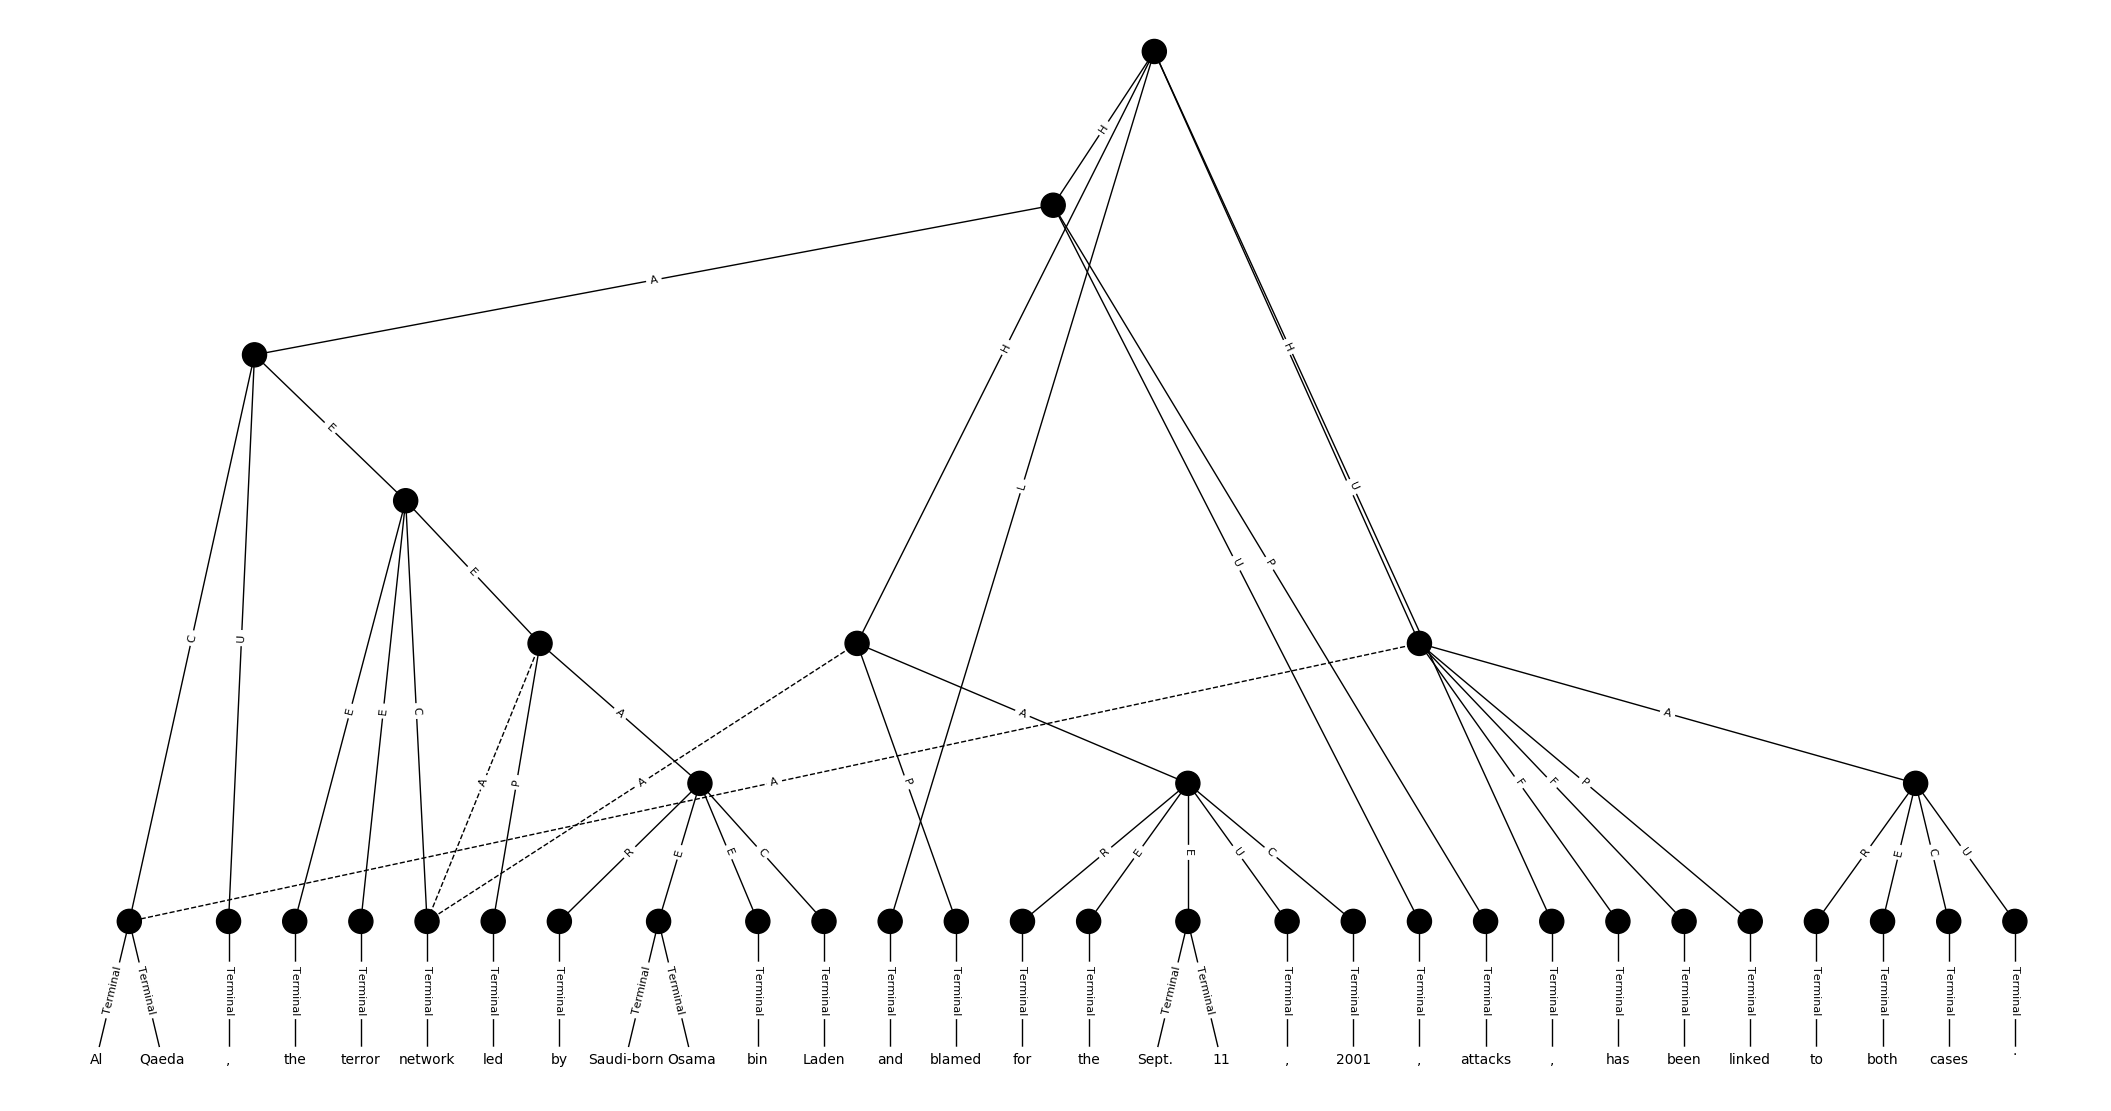 H
A
H
H
E
L
U
E
U
P
C
U
E
E
C
A
A
A
A
P
A
A
P
F
F
P
R
E
E
C
R
E
E
U
C
R
E
C
U
Terminal Terminal Terminal Terminal Terminal Terminal Terminal Terminal Terminal Terminal Terminal Terminal Terminal Terminal Terminal Terminal Terminal Terminal Terminal Terminal Terminal Terminal Terminal Terminal Terminal Terminal Terminal Terminal Terminal Terminal
Al Qaeda , the terror network led by Saudi-born Osama bin Laden and blamed for the Sept. 11 , 2001 , attacks , has been linked to both cases .